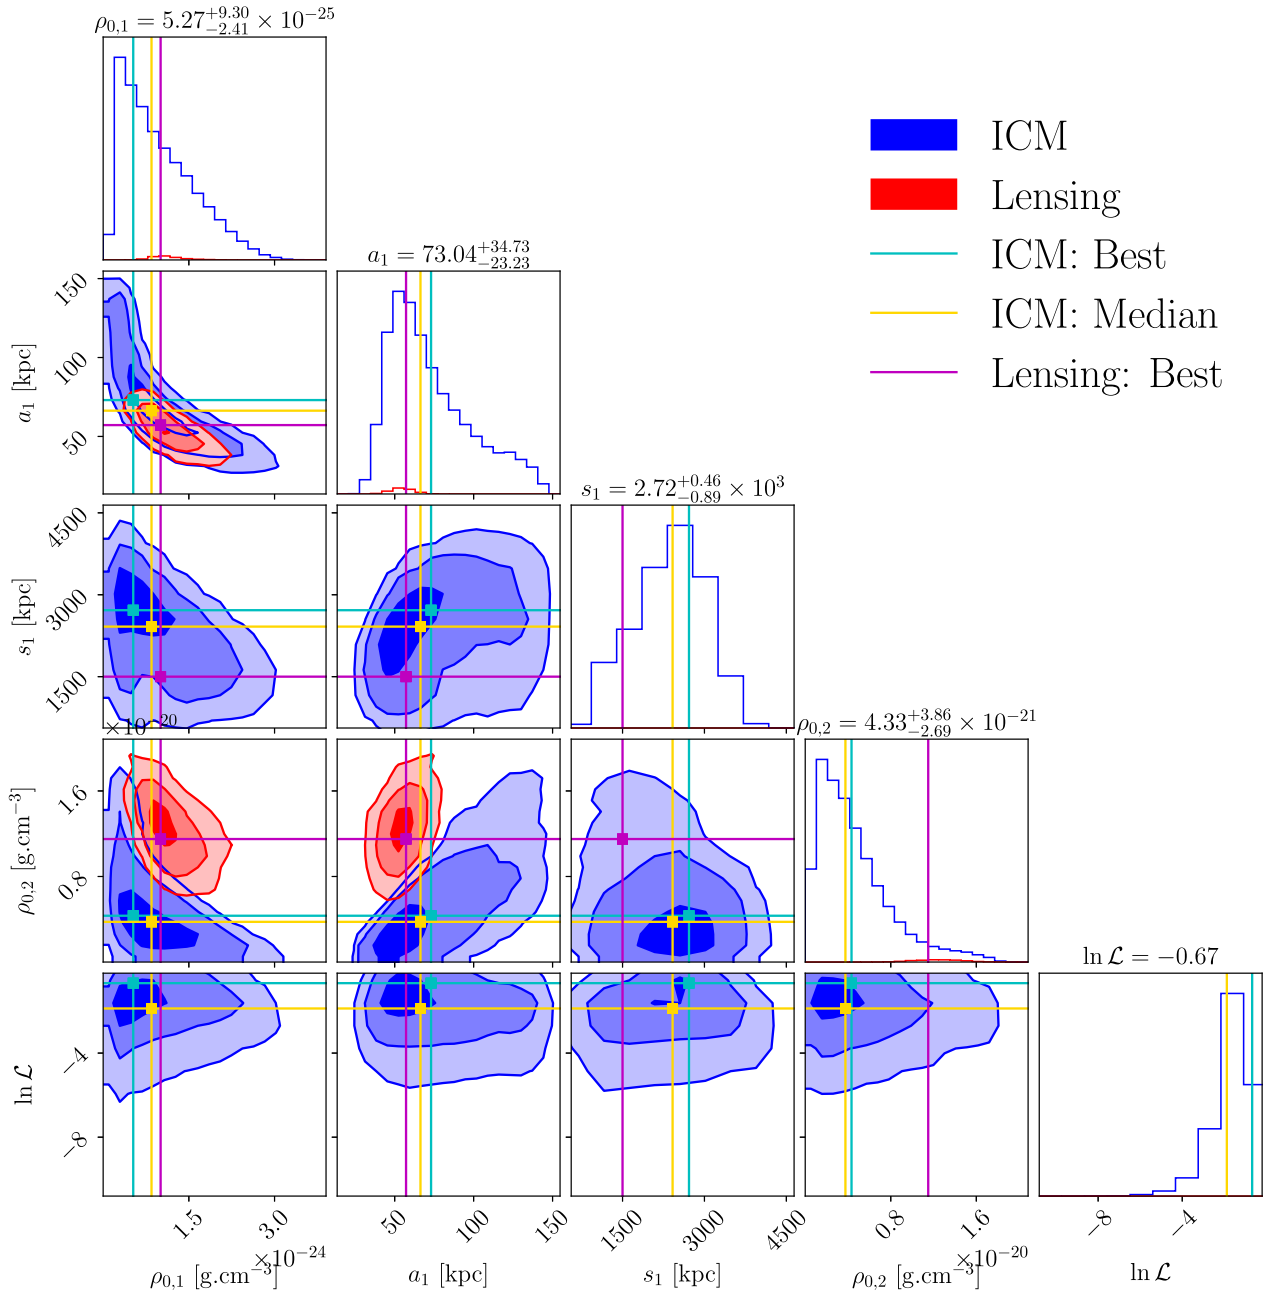 ρ₀,₁ = 5.27⁺⁹·³⁰₋₂.₄₁ × 10⁻²⁵
ICM
Lensing
ICM: Best
ICM: Median
Lensing: Best
a₁ = 73.04⁺³⁴·⁷³₋₂₃.₂₃
150
100
50
a₁ [kpc]
s₁ = 2.72⁺⁰·⁴⁶₋₀.₈₉ × 10³
4500
3000
1500
s₁ [kpc]
×10⁻²⁰
ρ₀,₂ = 4.33⁺³·⁸⁶₋₂.₆₉ × 10⁻²¹
1.6
0.8
ρ₀,₂ [g.cm⁻³]
ln ℒ = −0.67
−4
−8
ln ℒ
1.5 3.0
×10⁻²⁴
ρ₀,₁ [g.cm⁻³]
50 100 150
a₁ [kpc]
1500 3000 4500
s₁ [kpc]
0.8 1.6
×10⁻²⁰
ρ₀,₂ [g.cm⁻³]
−8 −4
ln ℒ